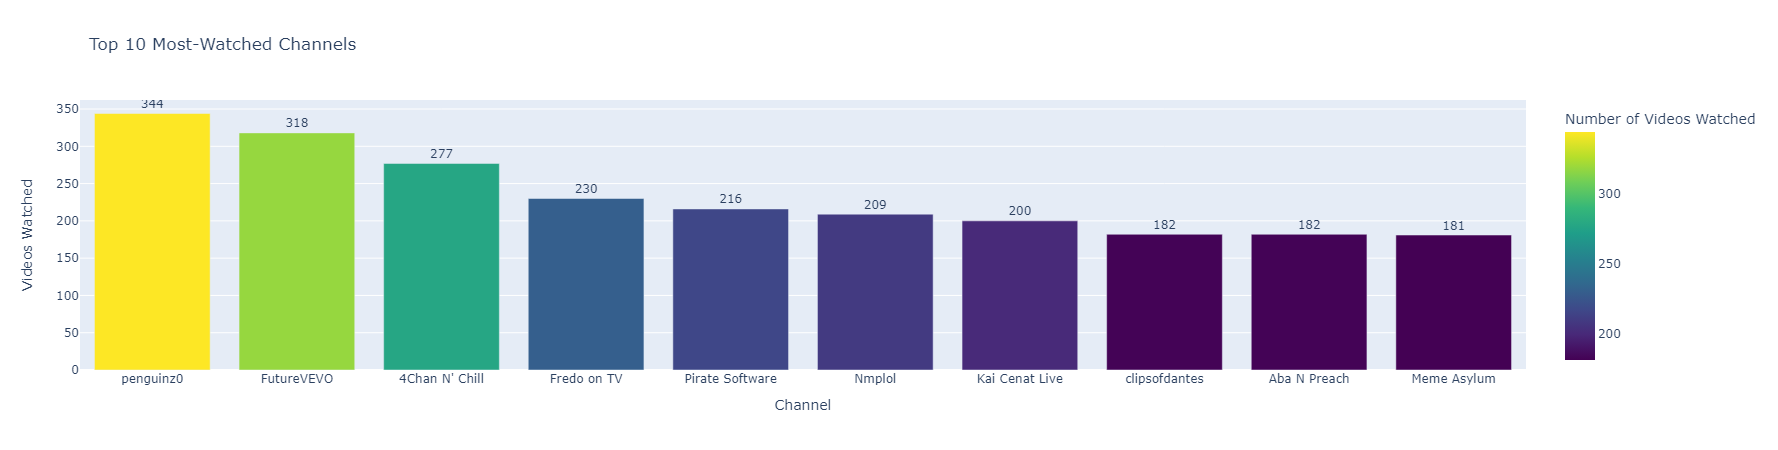 Top 10 Most-Watched Channels
Videos Watched
350
300
250
200
150
100
50
0
344
318
277
230
216
209
200
182
182
181
penguinz0
FutureVEVO
4Chan N' Chill
Fredo on TV
Pirate Software
Nmplol
Kai Cenat Live
clipsofdantes
Aba N Preach
Meme Asylum
Channel
Number of Videos Watched
300
250
200